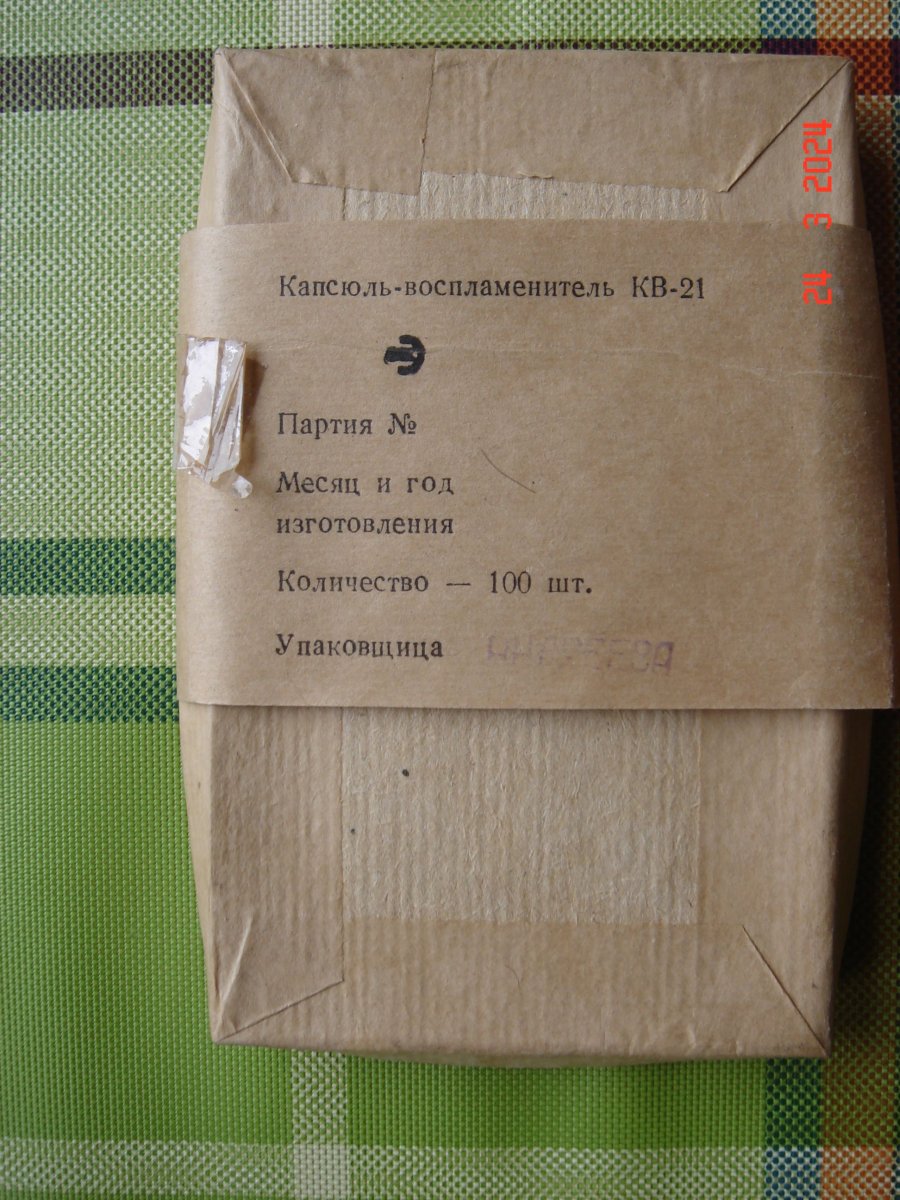 Капсюль-воспламенитель КВ-21
Партия №
Месяц и год
изготовления
Количество — 100 шт.
Упаковщица
24 3 2024